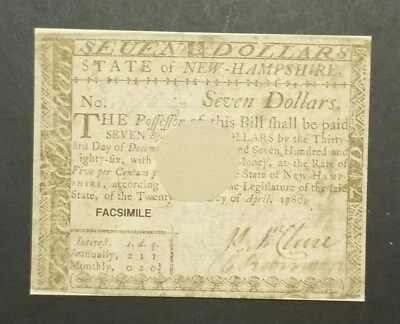 SEVEN DOLLARS
STATE of NEW-HAMPSHIRE.
No. Seven Dollars.
THE Possessor of this Bill shall be paid
SEVEN DOLLARS by the Thirty-
first Day of Decem and Seven Hundred and
Eighty-six, with Money, at the Rate of
Five per Centum State of NEW-HAMP-
SHIRE, according Legislature of the said
State, of the Twenty y of April, 1780.
FACSIMILE
Interest. s. d. q.
Annually, 2 1 1
Monthly, 0 2 0